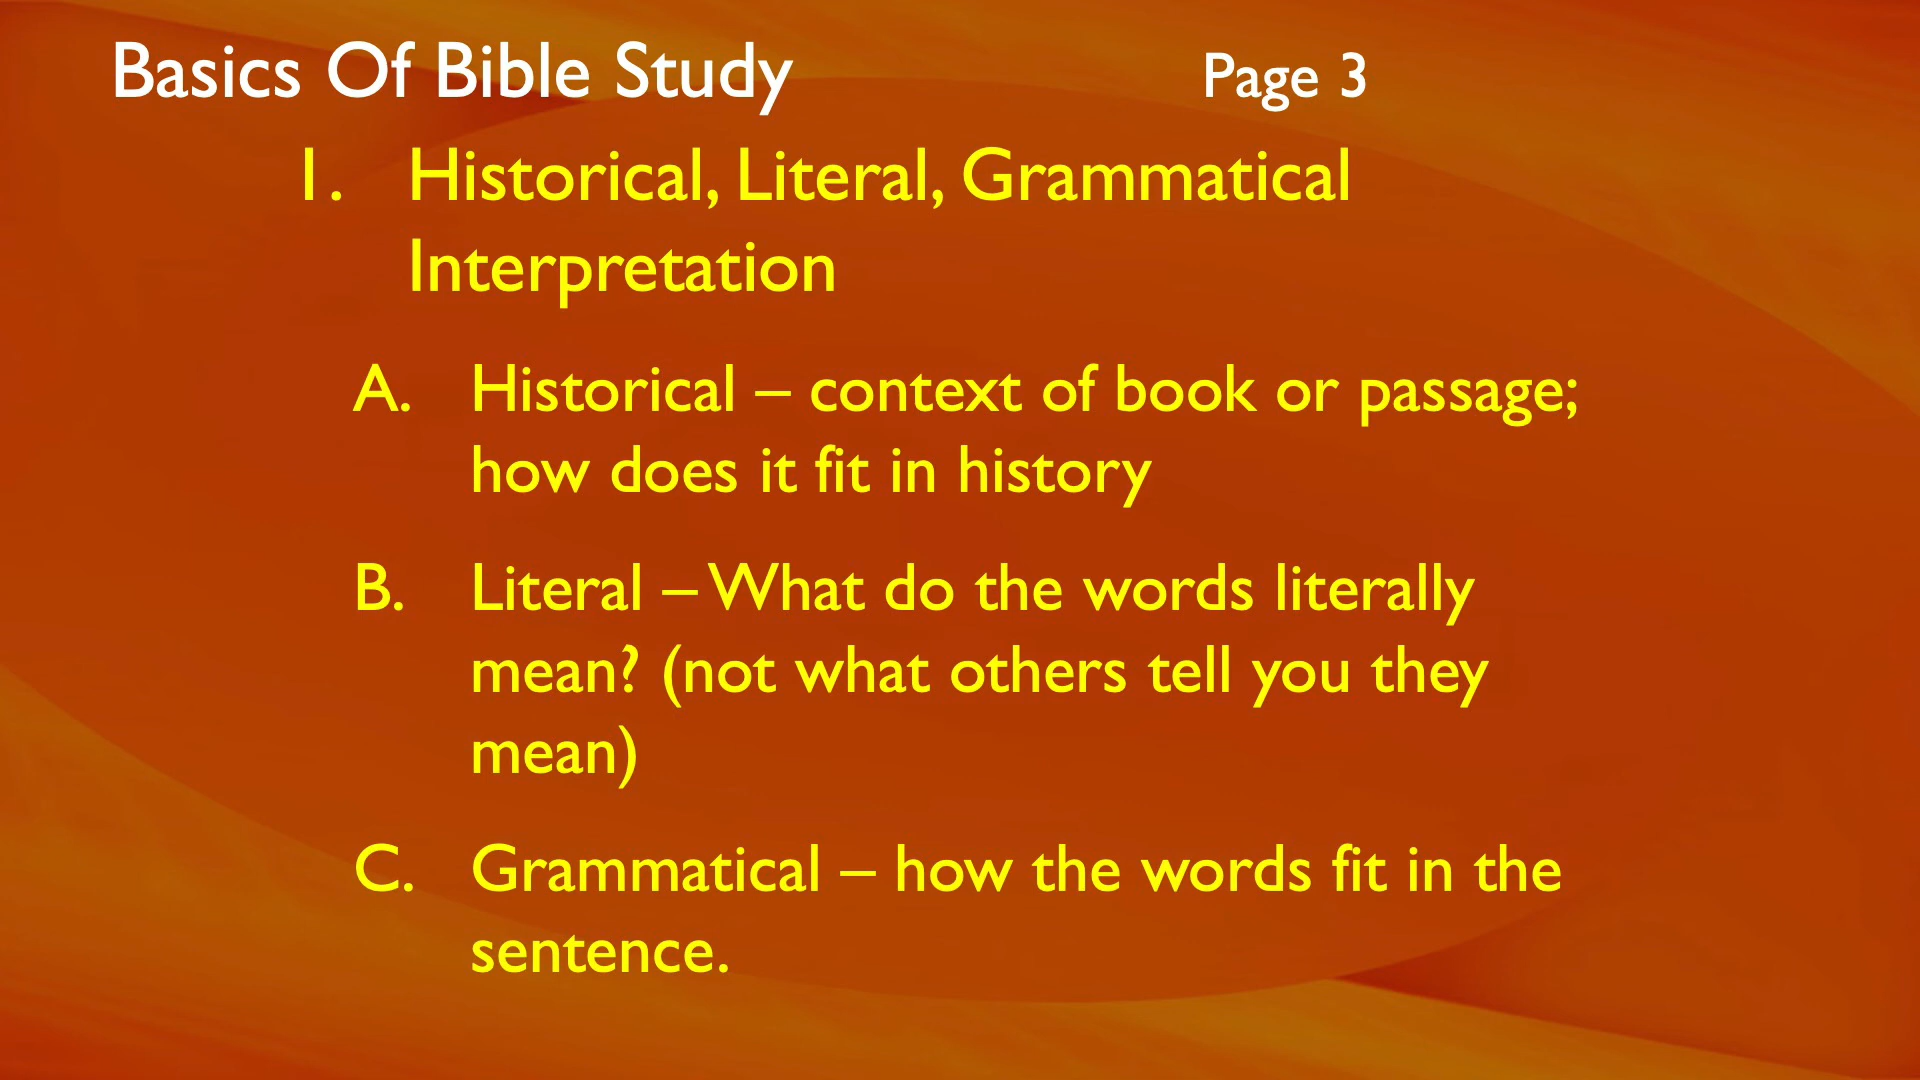 Basics Of Bible Study Page 3
1. Historical, Literal, Grammatical
Interpretation
A. Historical – context of book or passage;
how does it fit in history
B. Literal – What do the words literally
mean? (not what others tell you they
mean)
C. Grammatical – how the words fit in the
sentence.